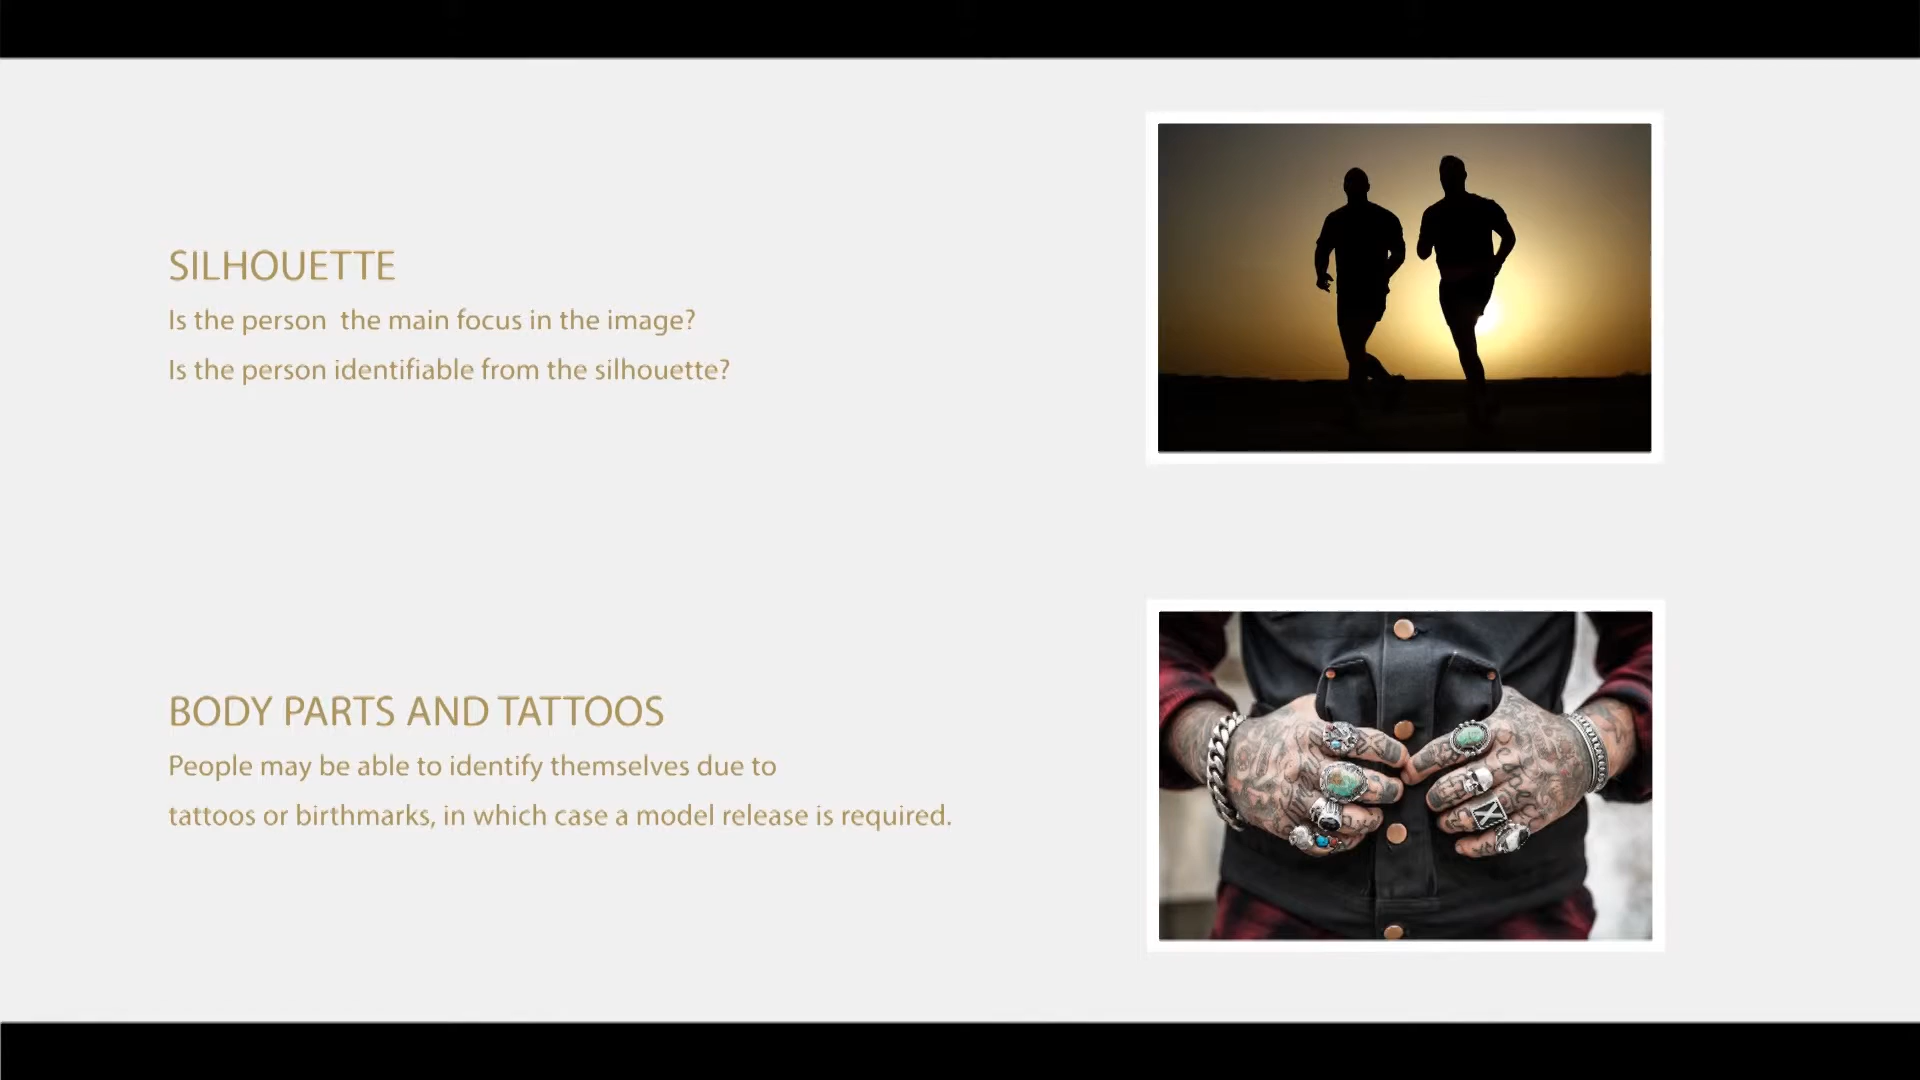 SILHOUETTE
Is the person  the main focus in the image?
Is the person identifiable from the silhouette?
BODY PARTS AND TATTOOS
People may be able to identify themselves due to
tattoos or birthmarks, in which case a model release is required.